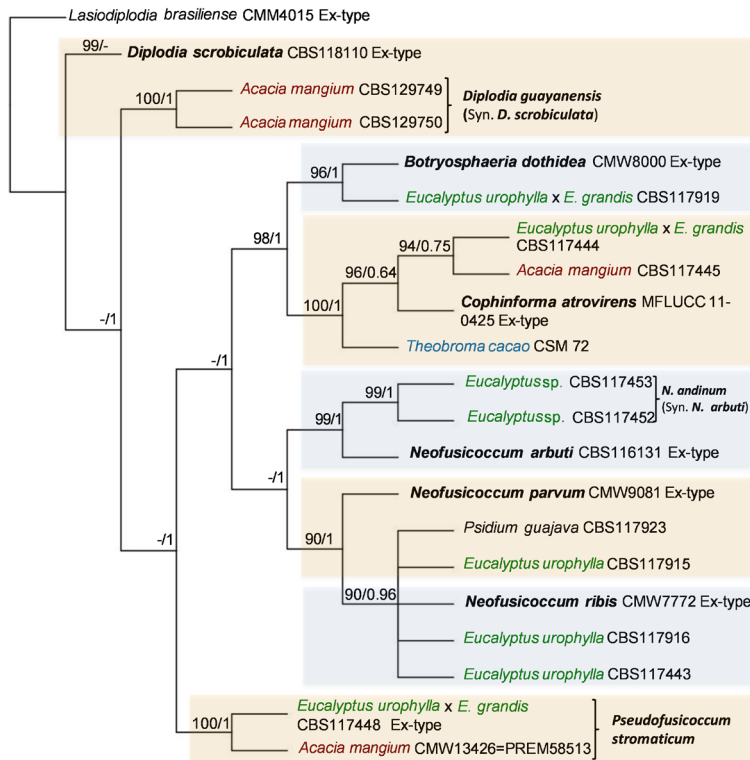 Lasiodiplodia brasiliense CMM4015 Ex-type
99/-
Diplodia scrobiculata CBS118110 Ex-type
100/1
Acacia mangium CBS129749
Acacia mangium CBS129750
Diplodia guayanensis
(Syn. D. scrobiculata)
96/1
Botryosphaeria dothidea CMW8000 Ex-type
Eucalyptus urophylla x E. grandis CBS117919
98/1
94/0.75
Eucalyptus urophylla x E. grandis
CBS117444
96/0.64
Acacia mangium CBS117445
100/1
Cophinforma atrovirens MFLUCC 11-
0425 Ex-type
Theobroma cacao CSM 72
-/1
-/1
99/1
Eucalyptus sp. CBS117453
Eucalyptus sp. CBS117452
N. andinum
(Syn. N. arbuti)
99/1
Neofusicoccum arbuti CBS116131 Ex-type
-/1
Neofusicoccum parvum CMW9081 Ex-type
90/1
Psidium guajava CBS117923
-/1
Eucalyptus urophylla CBS117915
90/0.96
Neofusicoccum ribis CMW7772 Ex-type
Eucalyptus urophylla CBS117916
Eucalyptus urophylla CBS117443
100/1
Eucalyptus urophylla x E. grandis
CBS117448 Ex-type
Acacia mangium CMW13426=PREM58513
Pseudofusicoccum
stromaticum